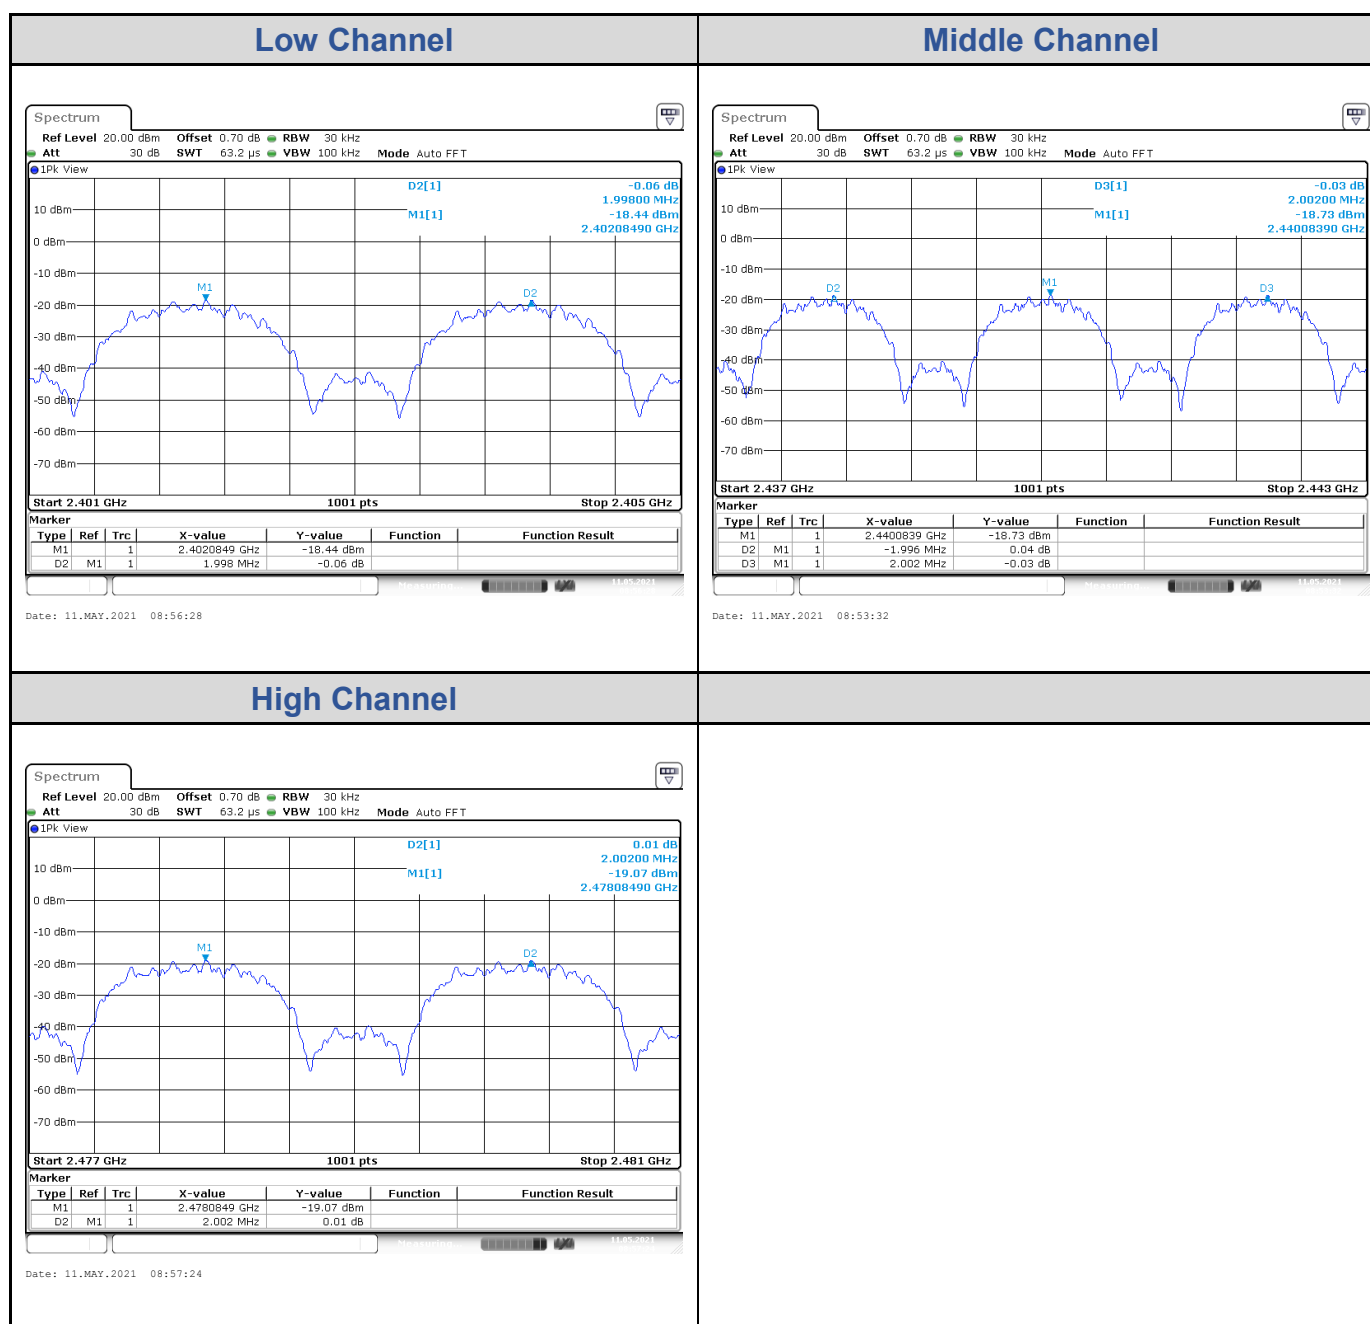 Low Channel
Spectrum
Ref Level 20.00 dBm Offset 0.70 dB RBW 30 kHz
Att 30 dB SWT 63.2 µs VBW 100 kHz Mode Auto FFT
1Pk View
D2[1] -0.06 dB
1.99800 MHz
M1[1] -18.44 dBm
2.40208490 GHz
10 dBm
0 dBm
-10 dBm
M1
D2
-20 dBm
-30 dBm
-40 dBm
-50 dBm
-60 dBm
-70 dBm
Start 2.401 GHz 1001 pts Stop 2.405 GHz
Marker
Type Ref Trc X-value Y-value Function Function Result
M1 1 2.4020849 GHz -18.44 dBm
D2 M1 1 1.998 MHz -0.06 dB
Measuring 11.05.2021
Date: 11.MAY.2021 08:56:28
Middle Channel
Spectrum
Ref Level 20.00 dBm Offset 0.70 dB RBW 30 kHz
Att 30 dB SWT 63.2 µs VBW 100 kHz Mode Auto FFT
1Pk View
D3[1] -0.03 dB
2.00200 MHz
M1[1] -18.73 dBm
2.44008390 GHz
10 dBm
0 dBm
-10 dBm
D2 M1 D3
-20 dBm
-30 dBm
-40 dBm
-50 dBm
-60 dBm
-70 dBm
Start 2.437 GHz 1001 pts Stop 2.443 GHz
Marker
Type Ref Trc X-value Y-value Function Function Result
M1 1 2.4400839 GHz -18.73 dBm
D2 M1 1 -1.996 MHz 0.04 dB
D3 M1 1 2.002 MHz -0.03 dB
Measuring 11.05.2021
Date: 11.MAY.2021 08:53:32
High Channel
Spectrum
Ref Level 20.00 dBm Offset 0.70 dB RBW 30 kHz
Att 30 dB SWT 63.2 µs VBW 100 kHz Mode Auto FFT
1Pk View
D2[1] 0.01 dB
2.00200 MHz
M1[1] -19.07 dBm
2.47808490 GHz
10 dBm
0 dBm
-10 dBm
M1
D2
-20 dBm
-30 dBm
-40 dBm
-50 dBm
-60 dBm
-70 dBm
Start 2.477 GHz 1001 pts Stop 2.481 GHz
Marker
Type Ref Trc X-value Y-value Function Function Result
M1 1 2.4780849 GHz -19.07 dBm
D2 M1 1 2.002 MHz 0.01 dB
Measuring 11.05.2021
Date: 11.MAY.2021 08:57:24